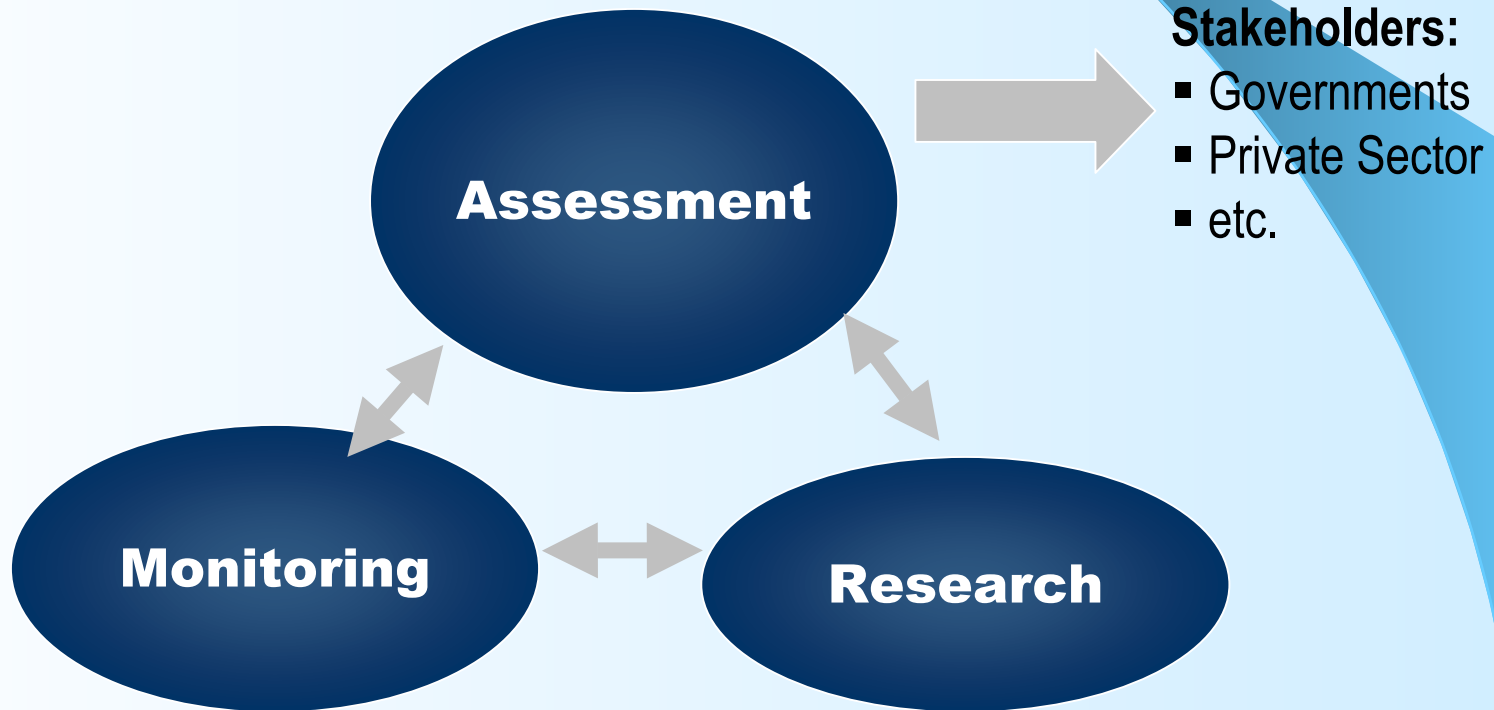 Stakeholders:
▪ Governments
▪ Private Sector
▪ etc.
Assessment
Monitoring
Research